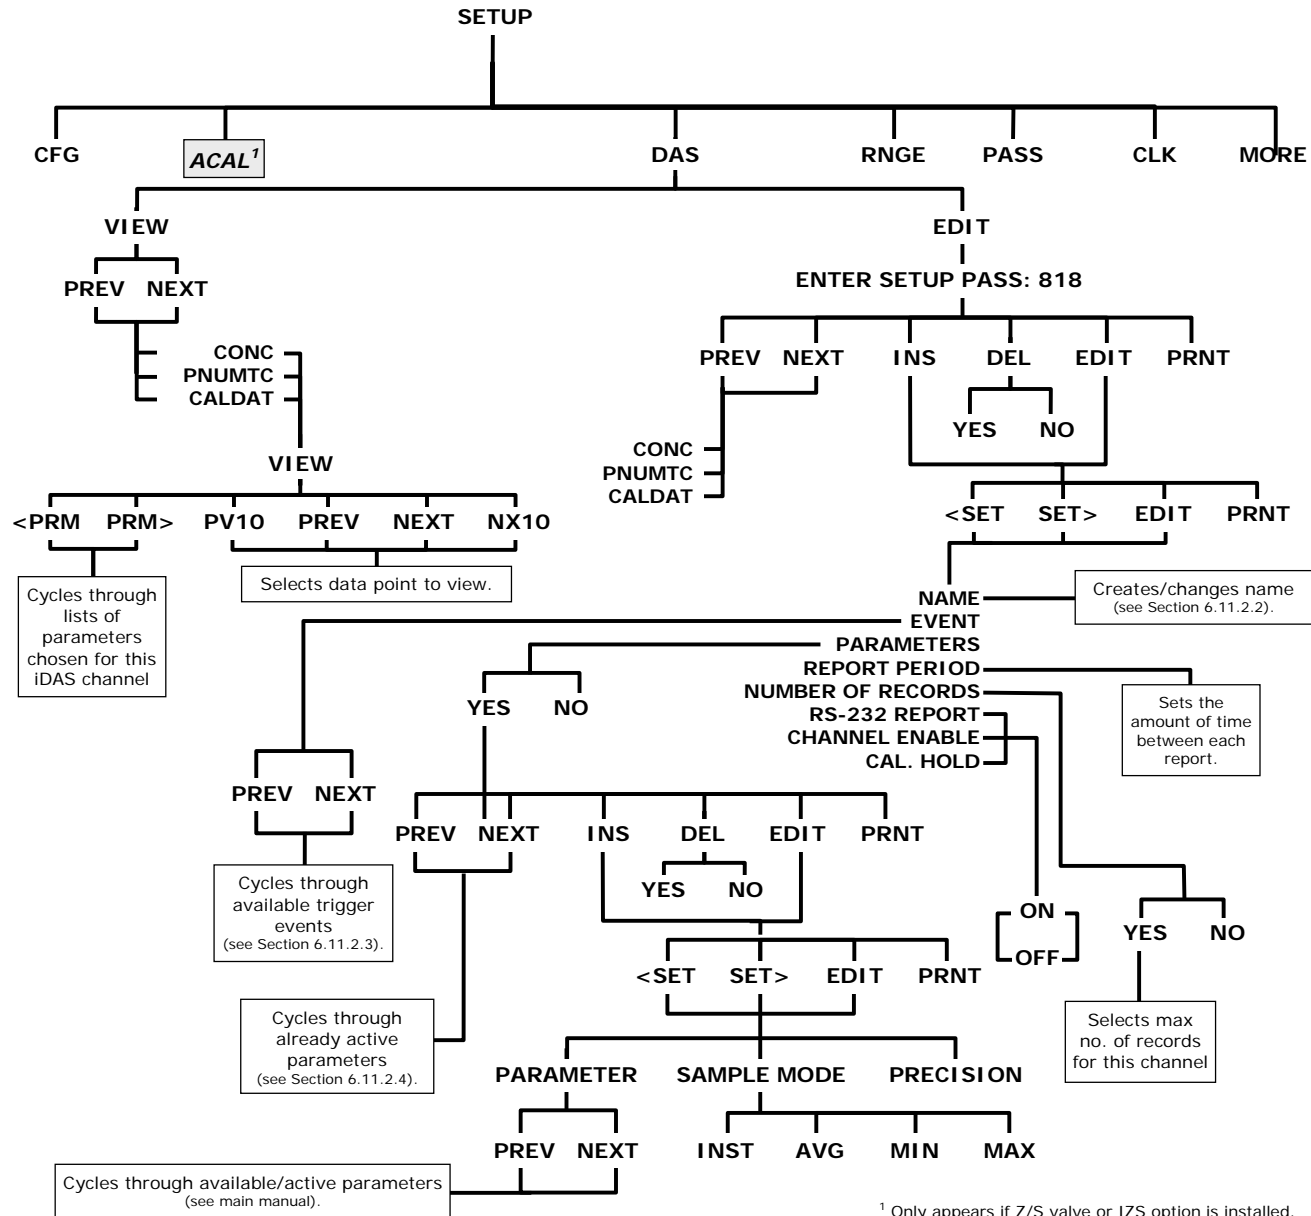 SETUP
CFG ACAL¹ DAS RNGE PASS CLK MORE
VIEW EDIT
PREV NEXT
ENTER SETUP PASS: 818
CONC
PNUMTC
CALDAT
PREV NEXT INS DEL EDIT PRNT
YES NO
CONC
PNUMTC
CALDAT
VIEW
<PRM PRM> PV10 PREV NEXT NX10
<SET SET> EDIT PRNT
Cycles through
lists of
parameters
chosen for this
iDAS channel
Selects data point to view.
NAME
EVENT
PARAMETERS
REPORT PERIOD
NUMBER OF RECORDS
RS-232 REPORT
CHANNEL ENABLE
CAL. HOLD
Creates/changes name
(see Section 6.11.2.2).
Sets the
amount of time
between each
report.
YES NO
PREV NEXT
Cycles through
available trigger
events
(see Section 6.11.2.3).
PREV NEXT INS DEL EDIT PRNT
YES NO
ON
OFF
YES NO
Selects max
no. of records
for this channel
<SET SET> EDIT PRNT
Cycles through
already active
parameters
(see Section 6.11.2.4).
PARAMETER SAMPLE MODE PRECISION
PREV NEXT INST AVG MIN MAX
Cycles through available/active parameters
(see main manual).
¹ Only appears if Z/S valve or IZS option is installed.